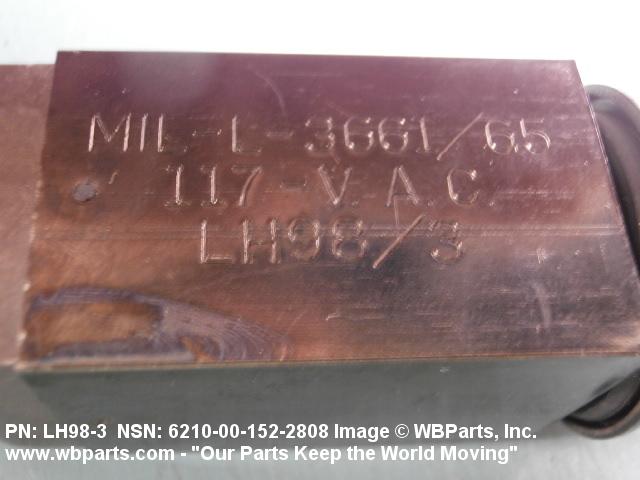 MIL-L-3661/65
117-V.A.C.
LH98/3
PN: LH98-3 NSN: 6210-00-152-2808 Image © WBParts, Inc.
www.wbparts.com - "Our Parts Keep the World Moving"